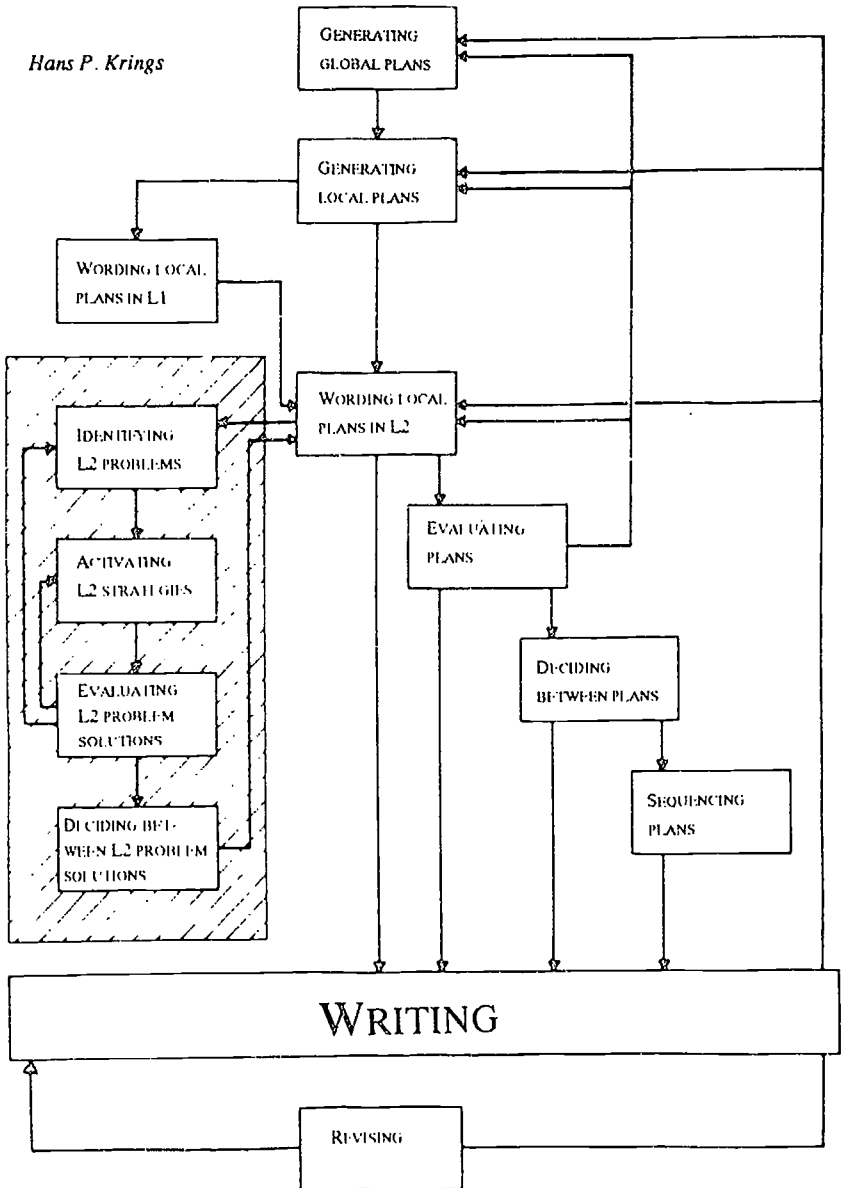 Hans P. Krings
GENERATING
GLOBAL PLANS
GENERATING
LOCAL PLANS
WORDING LOCAL
PLANS IN L1
WORDING LOCAL
PLANS IN L2
IDENTIFYING
L2 PROBLEMS
EVALUATING
PLANS
ACTIVATING
L2 STRATEGIES
DECIDING
BETWEEN PLANS
EVALUATING
L2 PROBLEM
SOLUTIONS
SEQUENCING
PLANS
DECIDING BET-
WEEN L2 PROBLEM
SOLUTIONS
WRITING
REVISING